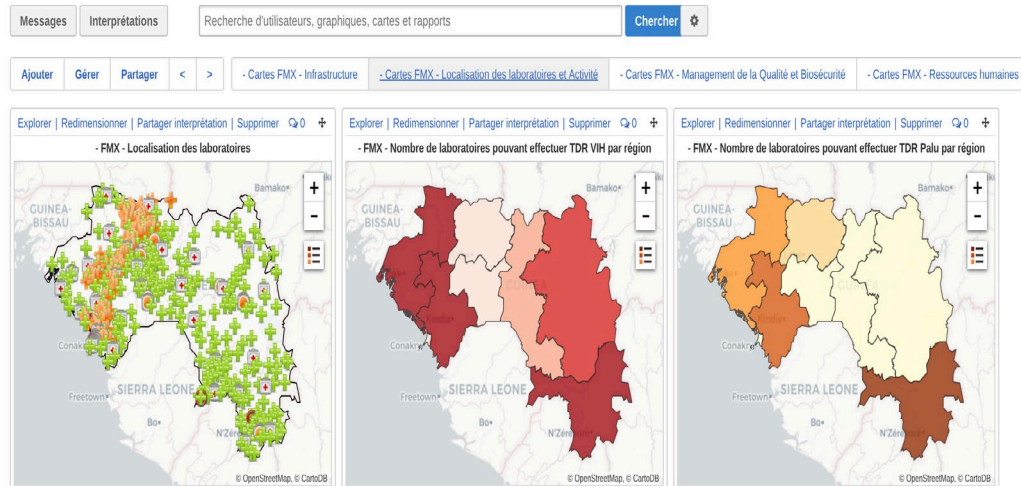 Messages Interprétations Recherche d'utilisateurs, graphiques, cartes et rapports Chercher
Ajouter Gérer Partager < > - Cartes FMX - Infrastructure - Cartes FMX - Localisation des laboratoires et Activité - Cartes FMX - Management de la Qualité et Biosécurité - Cartes FMX - Ressources humaines
Explorer | Redimensionner | Partager interprétation | Supprimer 0
- FMX - Localisation des laboratoires
Bamako
+
-
GUINEA-
BISSAU
Conakr
SIERRA LEONE
Freetown
Bo
© OpenStreetMap, © CartoDB
Explorer | Redimensionner | Partager interprétation | Supprimer 0
- FMX - Nombre de laboratoires pouvant effectuer TDR VIH par région
Bamako
+
-
GUINEA-
BISSAU
Conakr
SIERRA LEONE
Freetown
Bo
N'Zér
© OpenStreetMap, © CartoDB
Explorer | Redimensionner | Partager interprétation | Supprimer 0
- FMX - Nombre de laboratoires pouvant effectuer TDR Palu par région
Bamako
+
-
GUINEA-
BISSAU
Kindia
Conakry
SIERRA LEONE
Freetown
Bo
© OpenStreetMap, © CartoDB